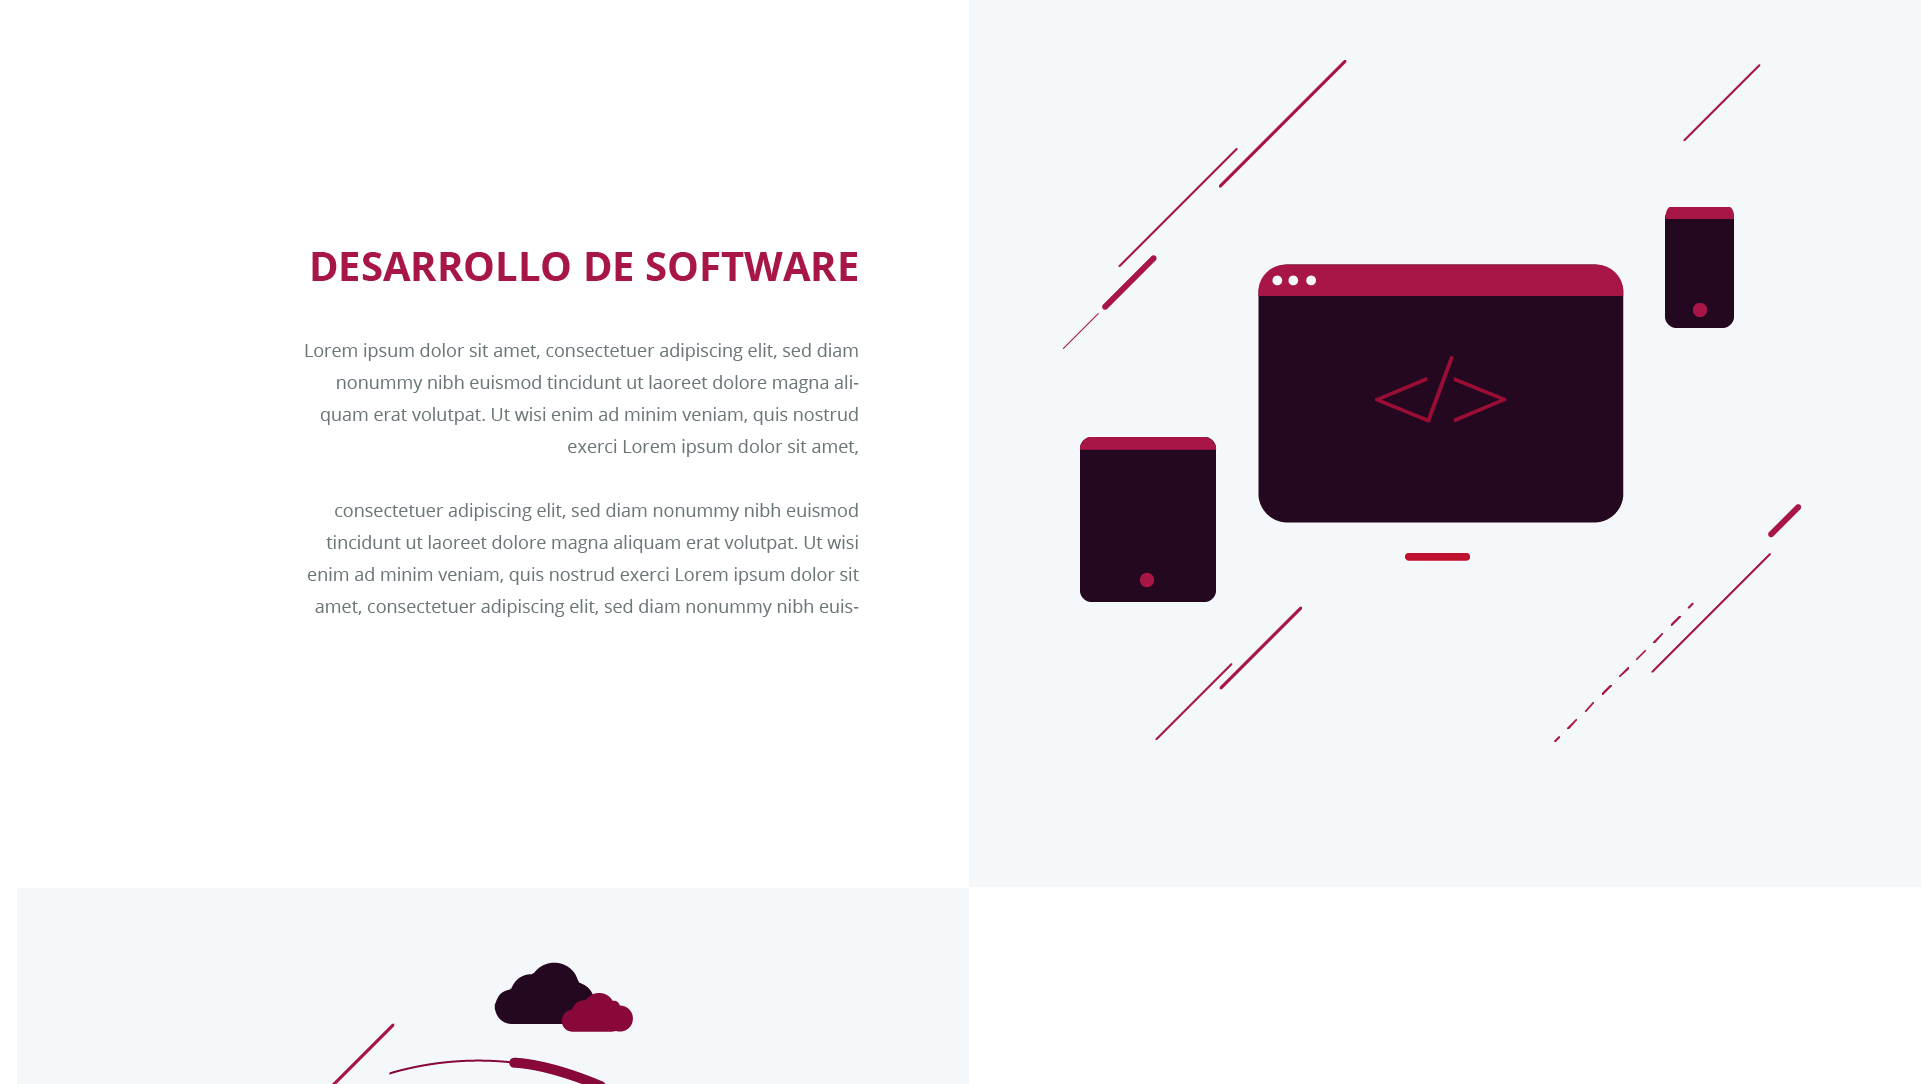 DESARROLLO DE SOFTWARE
Lorem ipsum dolor sit amet, consectetuer adipiscing elit, sed diam
nonummy nibh euismod tincidunt ut laoreet dolore magna ali-
quam erat volutpat. Ut wisi enim ad minim veniam, quis nostrud
exerci Lorem ipsum dolor sit amet,
consectetuer adipiscing elit, sed diam nonummy nibh euismod
tincidunt ut laoreet dolore magna aliquam erat volutpat. Ut wisi
enim ad minim veniam, quis nostrud exerci Lorem ipsum dolor sit
amet, consectetuer adipiscing elit, sed diam nonummy nibh euis-
</>